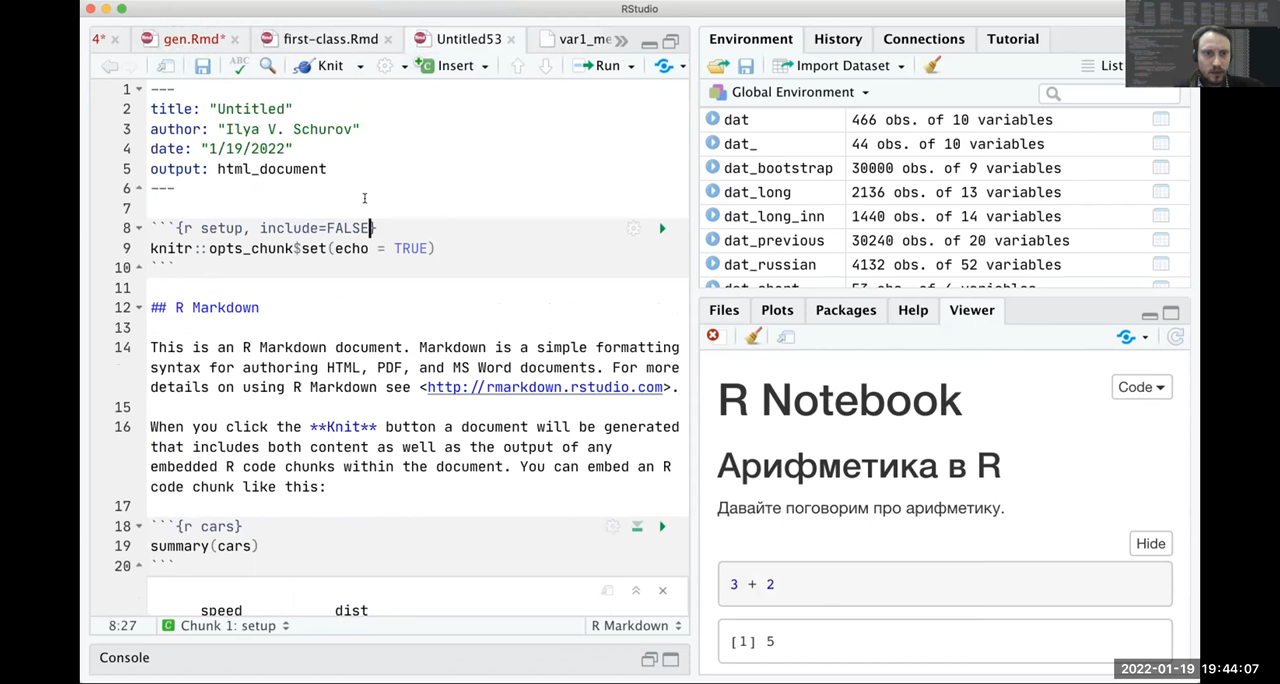 RStudio
4* gen.Rmd* first-class.Rmd Untitled53 var1_me
ABC Knit Insert Run
1 ---
2 title: "Untitled"
3 author: "Ilya V. Schurov"
4 date: "1/19/2022"
5 output: html_document
6 ---
7
8 ```{r setup, include=FALSE}
9 knitr::opts_chunk$set(echo = TRUE)
10 ```
11
12 ## R Markdown
13
14 This is an R Markdown document. Markdown is a simple formatting
syntax for authoring HTML, PDF, and MS Word documents. For more
details on using R Markdown see <http://rmarkdown.rstudio.com>.
15
16 When you click the **Knit** button a document will be generated
that includes both content as well as the output of any
embedded R code chunks within the document. You can embed an R
code chunk like this:
17
18 ```{r cars}
19 summary(cars)
20 ```
speed dist
8:27 Chunk 1: setup R Markdown
Console
Environment History Connections Tutorial
Import Dataset List
Global Environment
dat 466 obs. of 10 variables
dat_ 44 obs. of 10 variables
dat_bootstrap 30000 obs. of 9 variables
dat_long 2136 obs. of 13 variables
dat_long_inn 1440 obs. of 14 variables
dat_previous 30240 obs. of 20 variables
dat_russian 4132 obs. of 52 variables
Files Plots Packages Help Viewer
R Notebook
Code
Арифметика в R
Давайте поговорим про арифметику.
Hide
3 + 2
[1] 5
2022-01-19 19:44:07